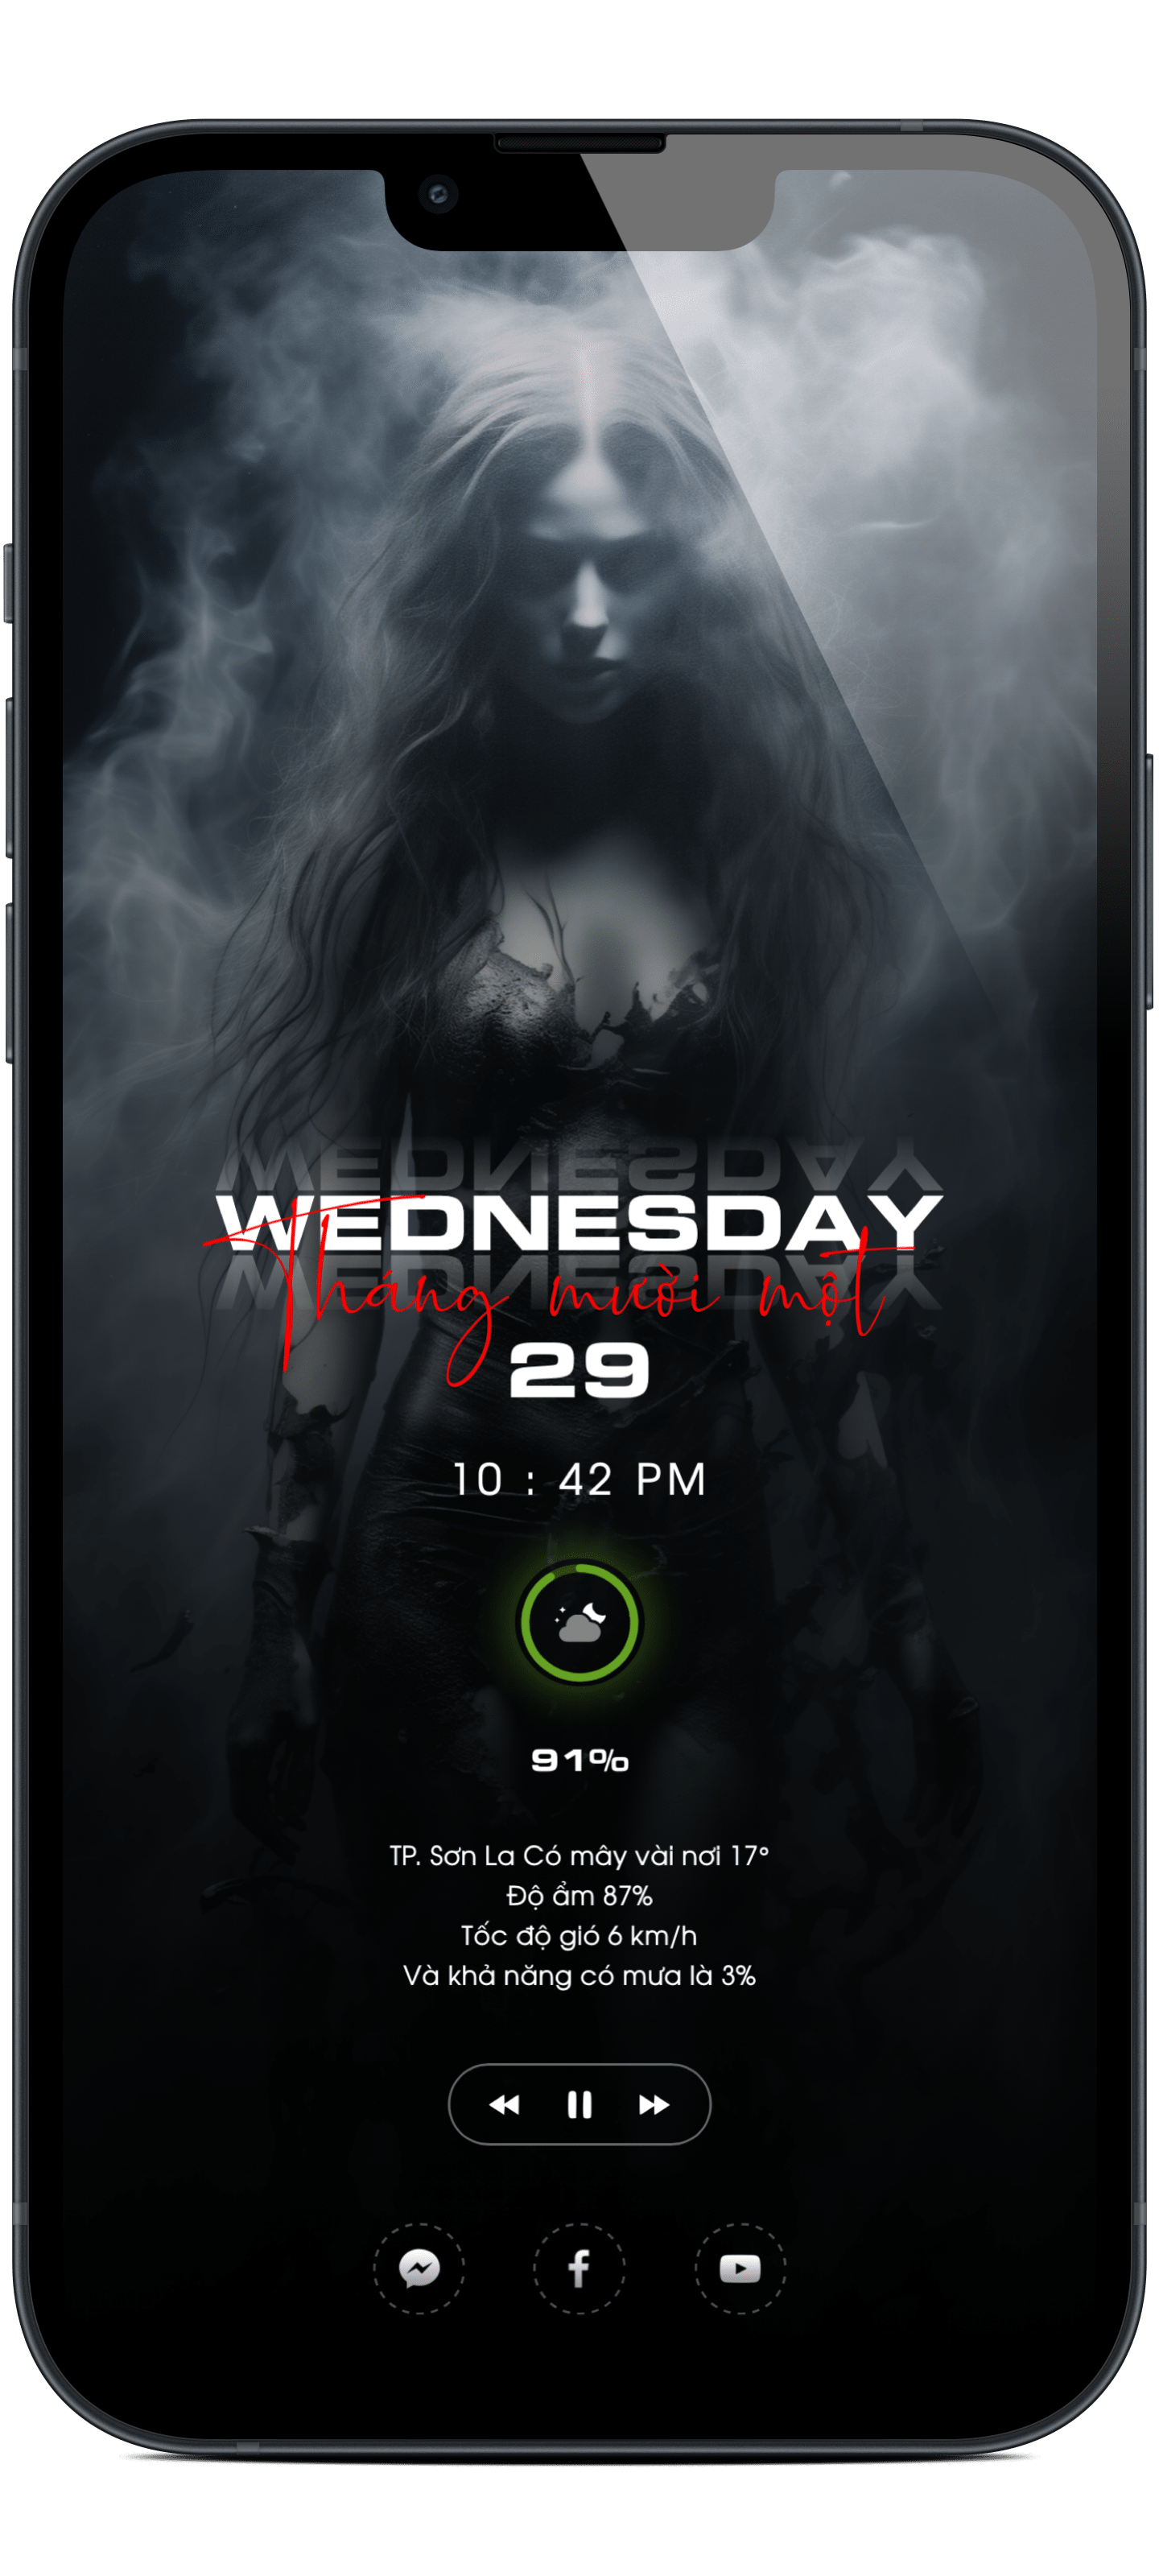 WEDNESDAY
Tháng mười một
29
10 : 42 PM
91%
TP. Sơn La Có mây vài nơi 17°
Độ ẩm 87%
Tốc độ gió 6 km/h
Và khả năng có mưa là 3%